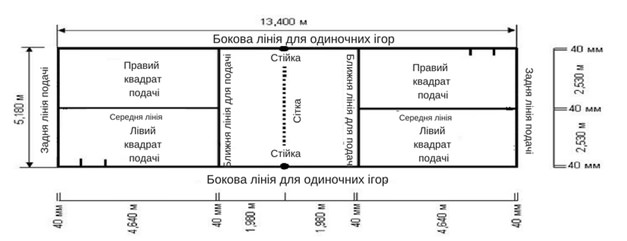 13,400 м
Бокова лінія для одиночних ігор
Задня лінія подачі
5,180 м
Правий
квадрат
подачі
Середня лінія
Лівий
квадрат
подачі
Ближня лінія для подачі
Стійка
Сітка
Стійка
Ближня лінія для подачі
Правий
квадрат
подачі
Середня лінія
Лівий
квадрат
подачі
Задня лінія подачі
40 мм
2,530 м
40 мм
2,530 м
40 мм
Бокова лінія для одиночних ігор
40 мм
4,640 м
40 мм
1,980 м
1,980 м
40 мм
4,640 м
40 мм